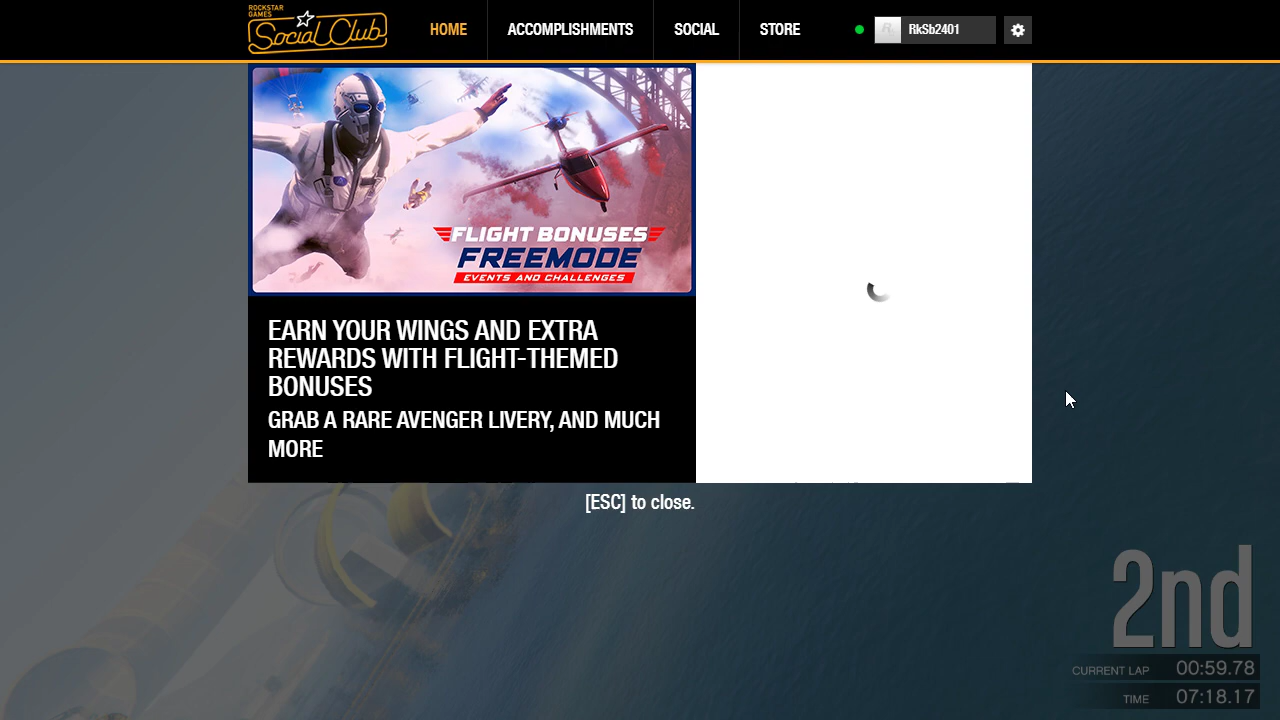 ROCKSTAR
GAMES
Social Club
HOME
ACCOMPLISHMENTS
SOCIAL
STORE
RkSb2401
FLIGHT BONUSES
FREEMODE
EVENTS AND CHALLENGES
EARN YOUR WINGS AND EXTRA
REWARDS WITH FLIGHT-THEMED
BONUSES
GRAB A RARE AVENGER LIVERY, AND MUCH
MORE
[ESC] to close.
2nd
CURRENT LAP 00:59.78
TIME 07:18.17